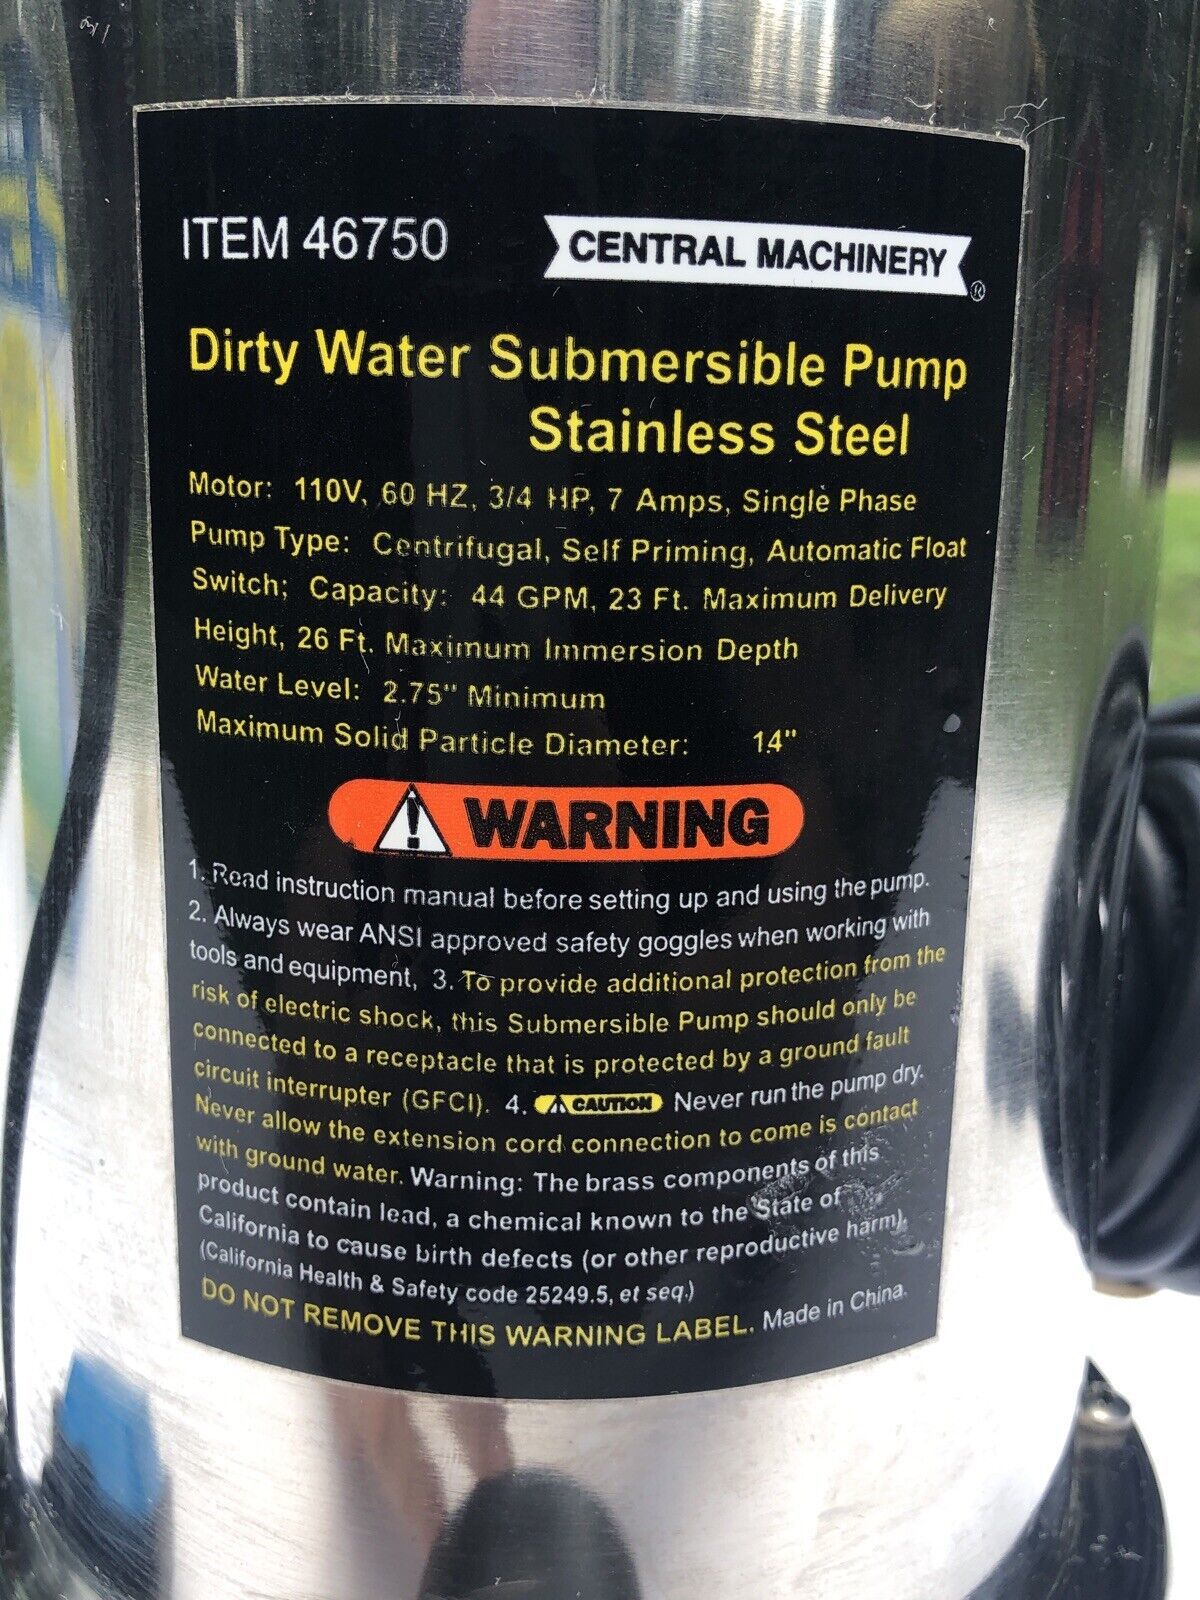 ITEM 46750
CENTRAL MACHINERY
®
Dirty Water Submersible Pump
Stainless Steel
Motor: 110V, 60 HZ, 3/4 HP, 7 Amps, Single Phase
Pump Type: Centrifugal, Self Priming, Automatic Float
Switch; Capacity: 44 GPM, 23 Ft. Maximum Delivery
Height, 26 Ft. Maximum Immersion Depth
Water Level: 2.75" Minimum
Maximum Solid Particle Diameter: 1.4"
WARNING
1. Read instruction manual before setting up and using the pump.
2. Always wear ANSI approved safety goggles when working with
tools and equipment, 3. To provide additional protection from the
risk of electric shock, this Submersible Pump should only be
connected to a receptacle that is protected by a ground fault
circuit interrupter (GFCI). 4. CAUTION Never run the pump dry.
Never allow the extension cord connection to come is contact
with ground water. Warning: The brass components of this
product contain lead, a chemical known to the State of
California to cause birth defects (or other reproductive harm).
(California Health & Safety code 25249.5, et seq.)
DO NOT REMOVE THIS WARNING LABEL. Made in China.